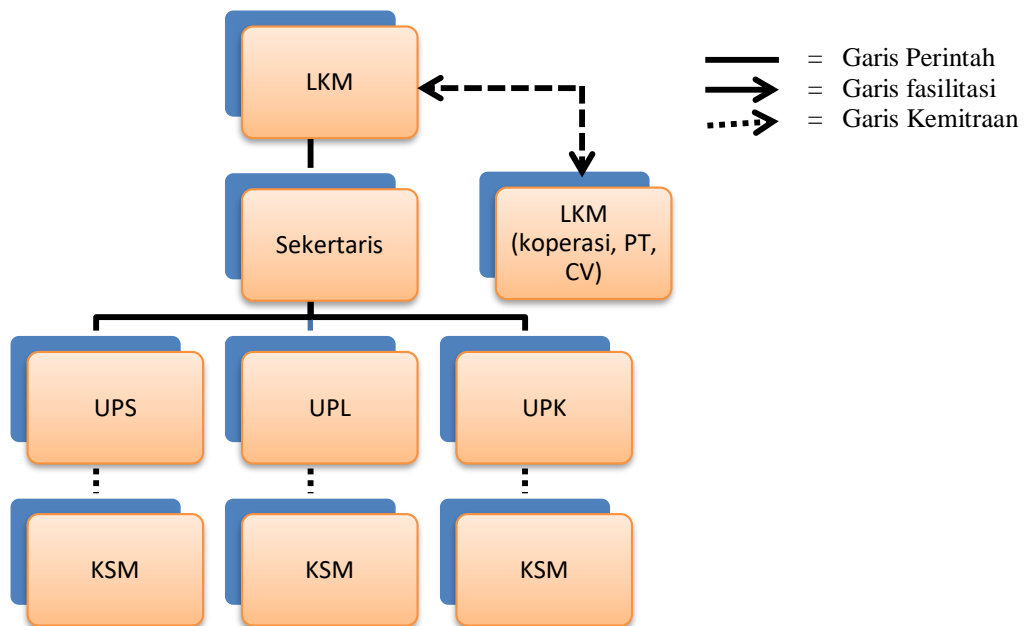 LKM
= Garis Perintah
= Garis fasilitasi
= Garis Kemitraan
Sekertaris
LKM
(koperasi, PT,
CV)
UPS
UPL
UPK
KSM
KSM
KSM